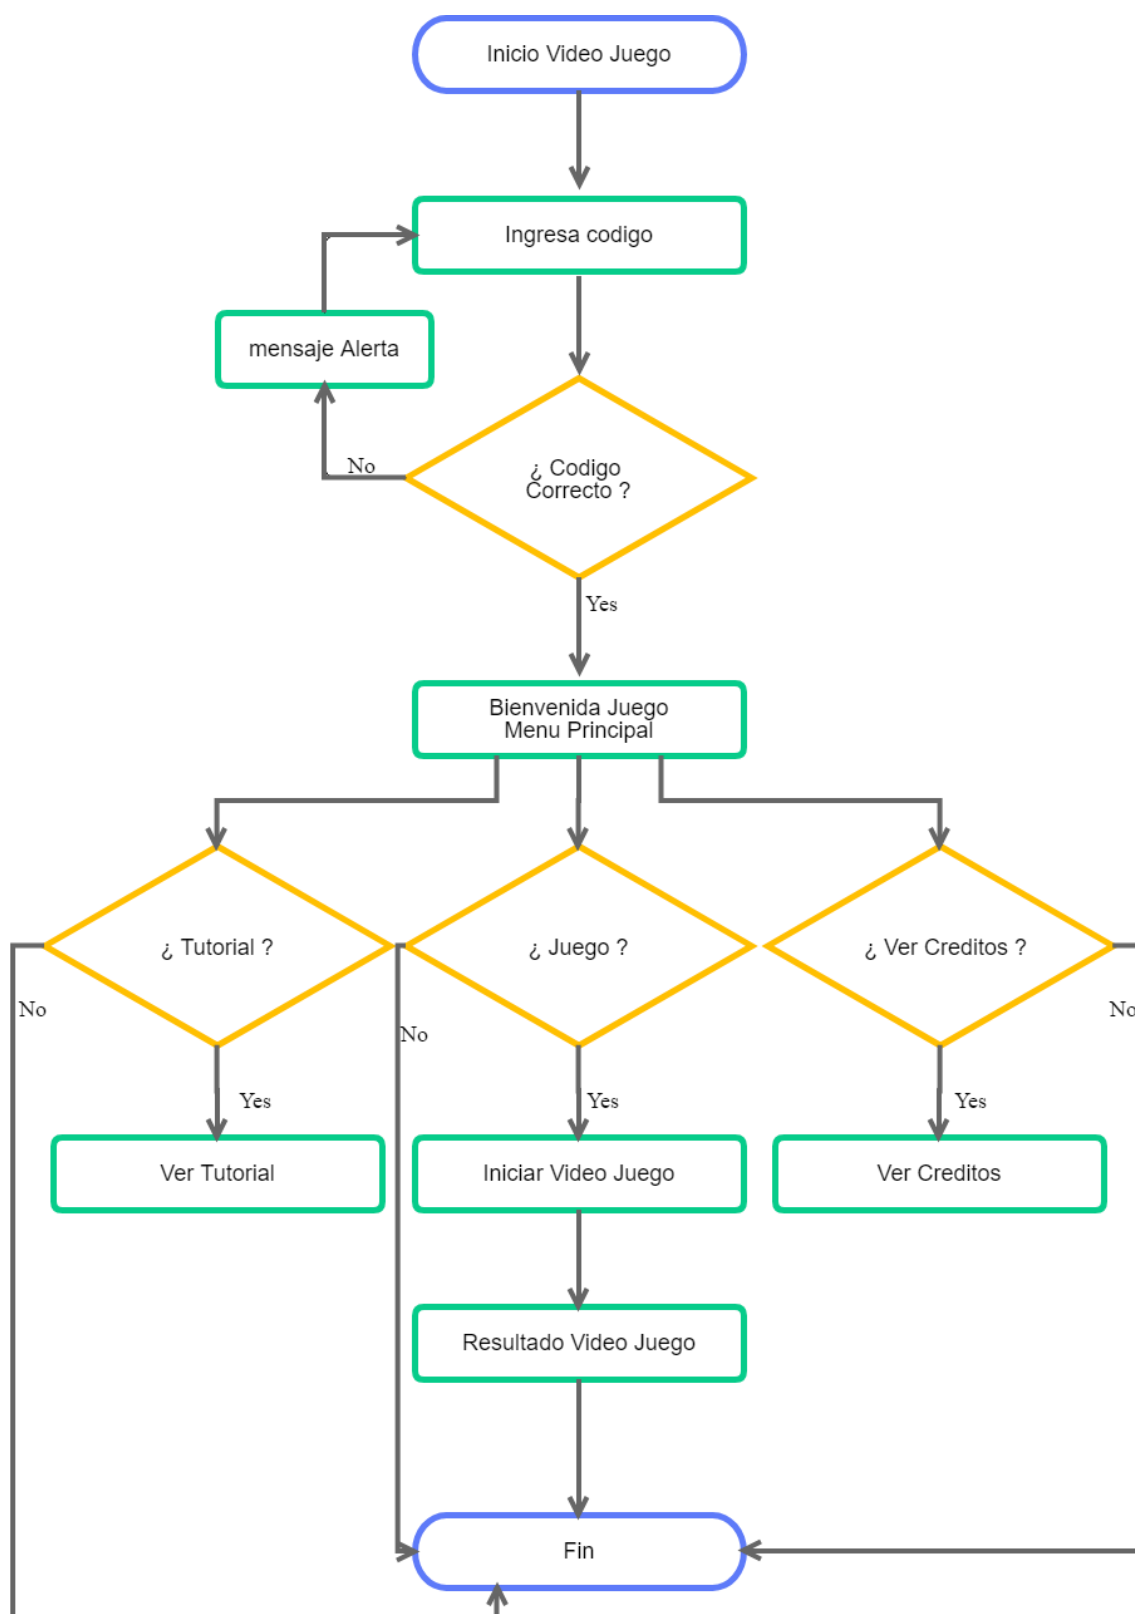 Inicio Video Juego
Ingresa codigo
mensaje Alerta
No
¿ Codigo
Correcto ?
Yes
Bienvenida Juego
Menu Principal
¿ Tutorial ?
¿ Juego ?
¿ Ver Creditos ?
No
No
No
Yes
Yes
Yes
Ver Tutorial
Iniciar Video Juego
Ver Creditos
Resultado Video Juego
Fin